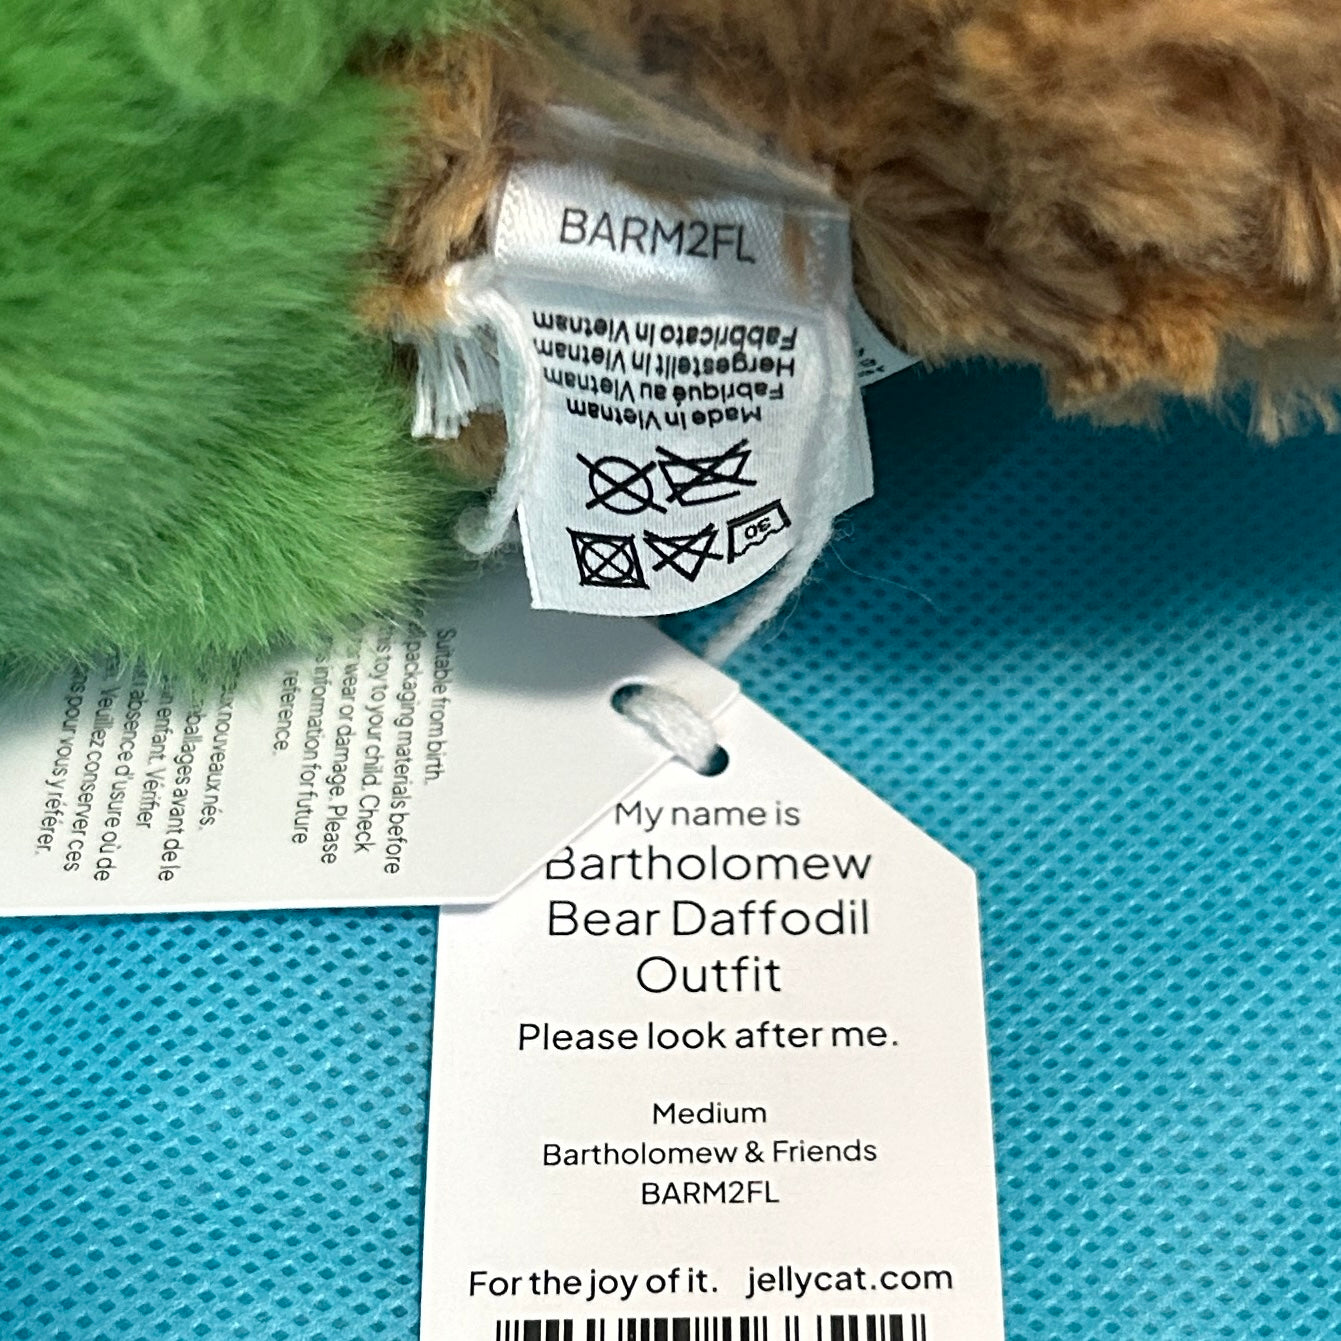 BARM2FL
Made in Vietnam
Fabriqué au Vietnam
Hergestellt in Vietnam
Fabbricato in Vietnam
30
Suitable from birth.
packaging materials before
toy to your child. Check
wear or damage. Please
information for future
reference.
nouveaux nés.
avant de le
enfant. Vérifier
absence d'usure où de
Veuillez conserver ces
pour vous y référer.
My name is
Bartholomew
Bear Daffodil
Outfit
Please look after me.
Medium
Bartholomew & Friends
BARM2FL
For the joy of it. jellycat.com